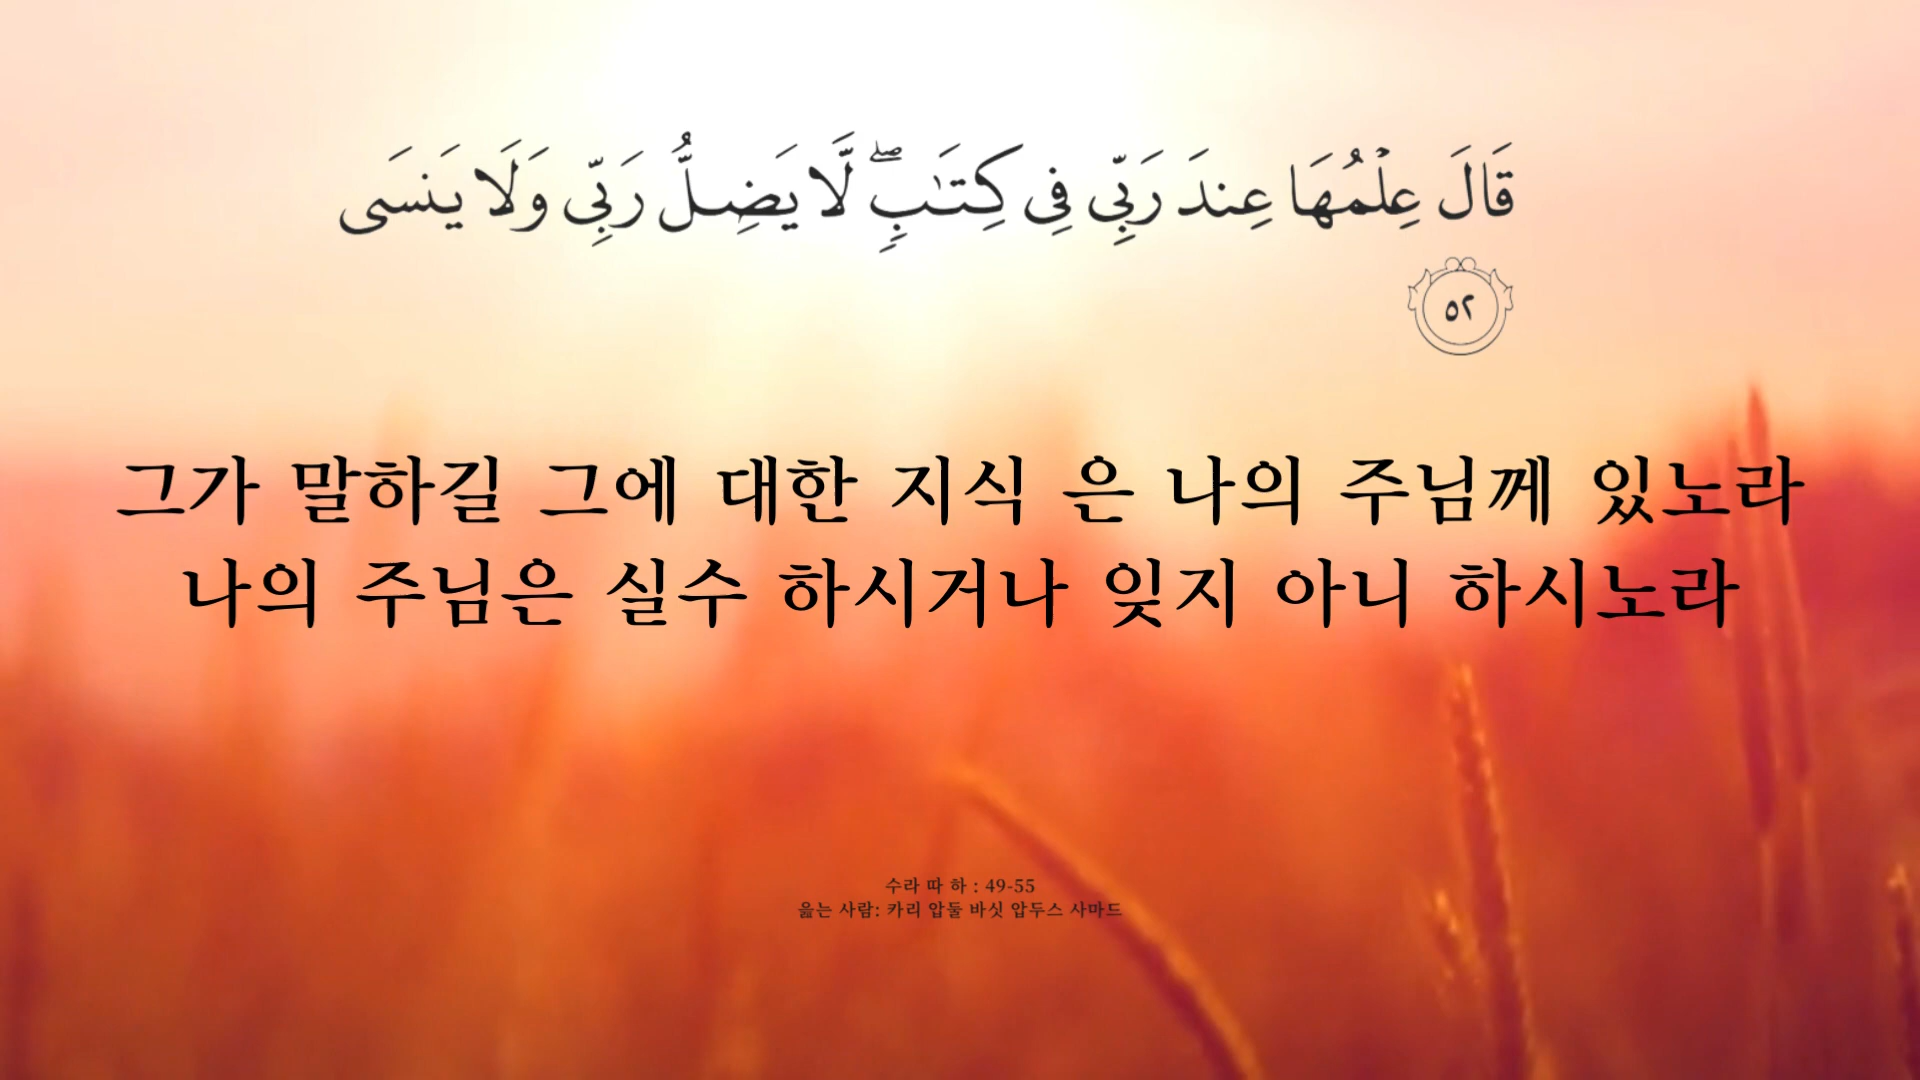 قَالَ عِلْمُهَا عِندَ رَبِّى فِى كِتَـٰبٍۢ ۖ لَّا يَضِلُّ رَبِّى وَلَا يَنسَى
٥٢
그가 말하길 그에 대한 지식 은 나의 주님께 있노라
나의 주님은 실수 하시거나 잊지 아니 하시노라
수라 따 하 : 49-55
읊는 사람: 카리 압둘 바싯 압두스 사마드